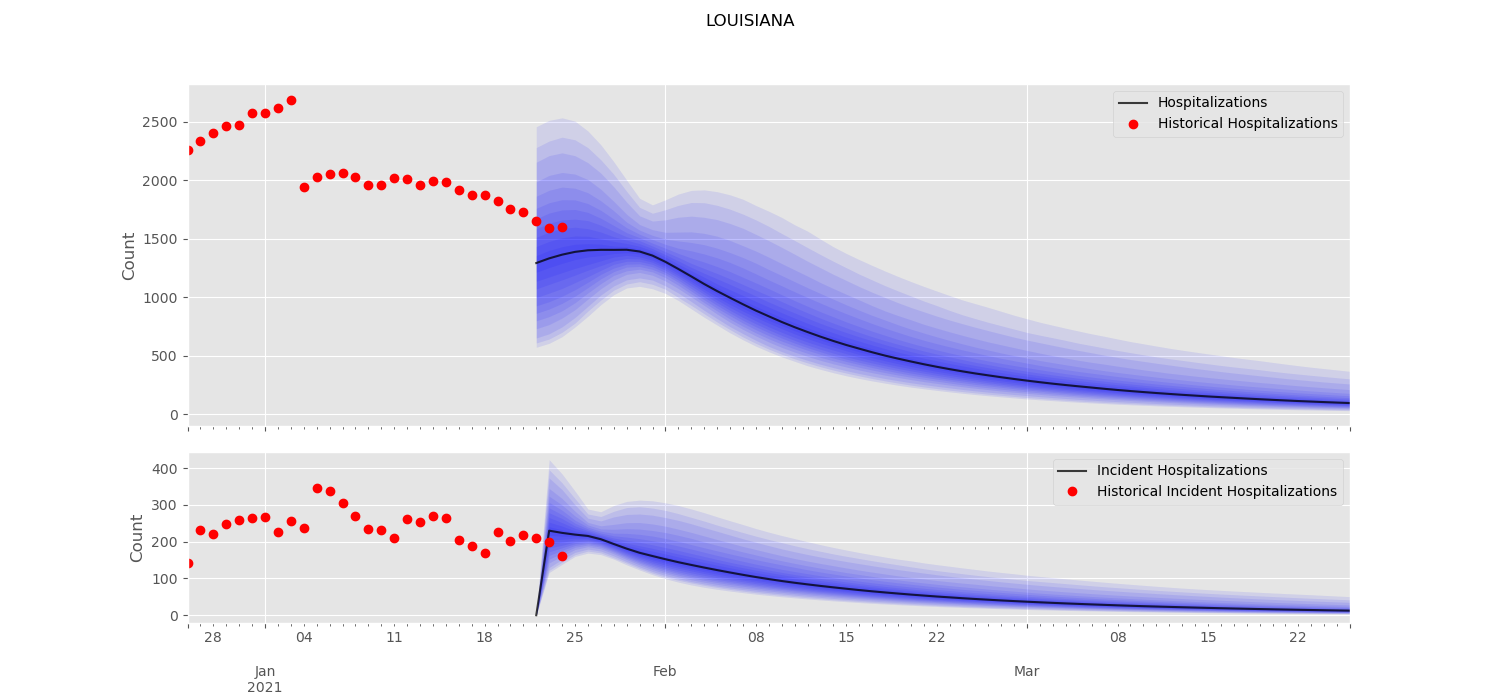 LOUISIANA
Hospitalizations
Historical Hospitalizations
Count
2500
2000
1500
1000
500
0
Incident Hospitalizations
Historical Incident Hospitalizations
Count
400
300
200
100
0
28 04 11 18 25 08 15 22 08 15 22
Jan Feb Mar
2021